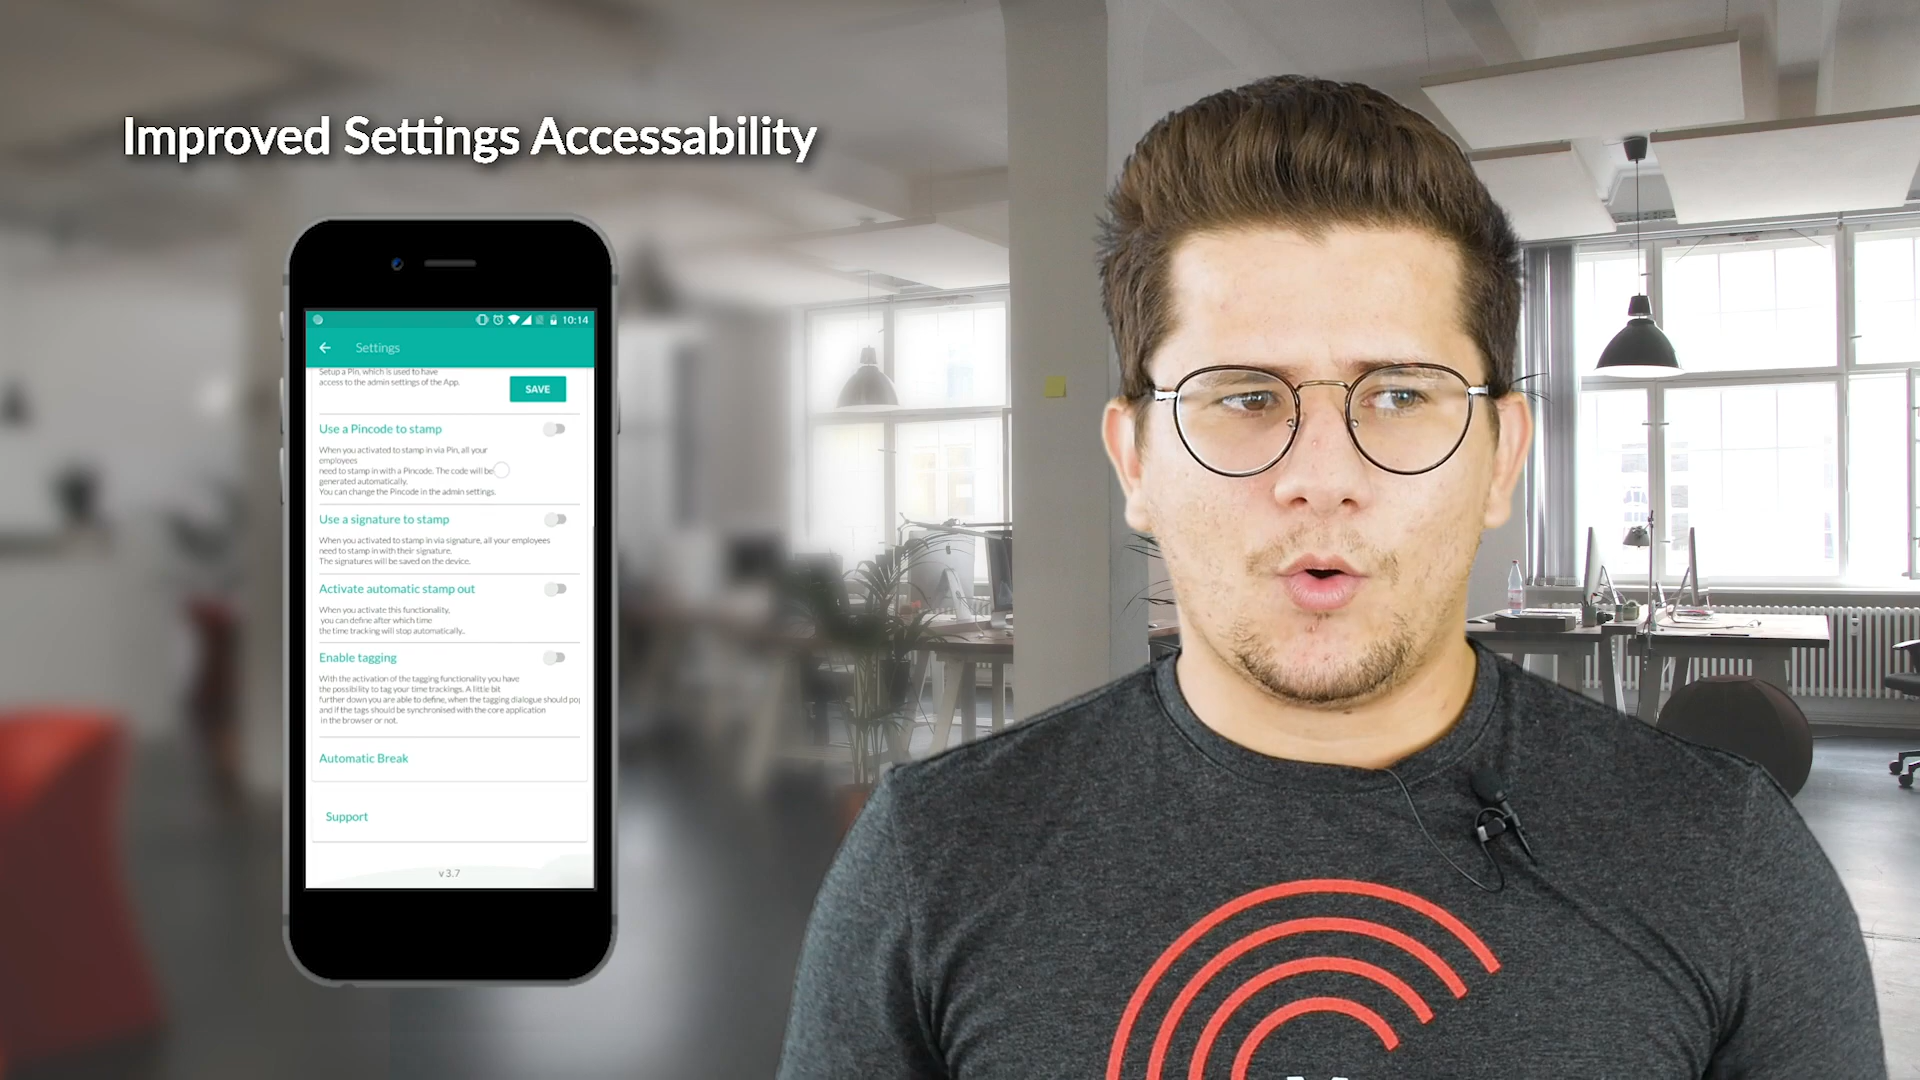 Improved Settings Accessability
10:14
Settings
Setup a Pin, which is used to have
access to the admin settings of the App.
SAVE
Use a Pincode to stamp
When you activated to stamp in via Pin, all your
employees
need to stamp in with a Pincode. The code will be
generated automatically.
You can change the Pincode in the admin settings.
Use a signature to stamp
When you activated to stamp in via signature, all your employees
need to stamp in with their signature.
The signatures will be saved on the device.
Activate automatic stamp out
When you activate this functionality,
you can define after which time
the time tracking will stop automatically.
Enable tagging
With the activation of the tagging functionality you have
the possibility to tag your time trackings. A little bit
further down you are able to define, when the tagging dialogue should pop
and if the tags should be synchronised with the core application
in the browser or not.
Automatic Break
Support
v 3.7